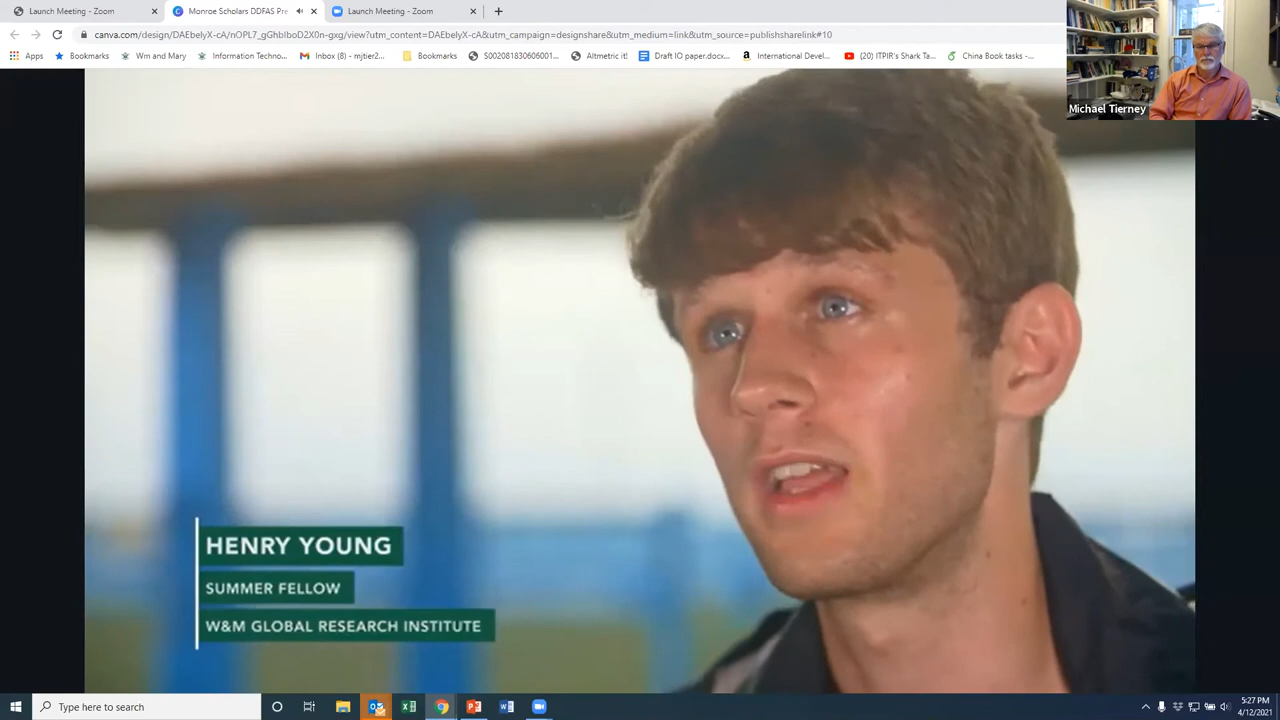 Launch Meeting - Zoom
Monroe Scholars DDFAS Pre
Launch Meeting - Zoom
canva.com/design/DAEbelyX-cA/nOPL7_gGhbIboD2X0n-gxg/view?utm_content=DAEbelyX-cA&utm_campaign=designshare&utm_medium=link&utm_source=publishsharelink#10
Apps
Bookmarks
Wm and Mary
Information Techno...
Inbox (8) - mjtier2...
Bookmarks
S0020818330606001...
Altmetric it!
Draft IO paper.docx...
International Devel...
(20) ITPIR's Shark Ta...
China Book tasks -...
Michael Tierney
HENRY YOUNG
SUMMER FELLOW
W&M GLOBAL RESEARCH INSTITUTE
Type here to search
5:27 PM
4/12/2021